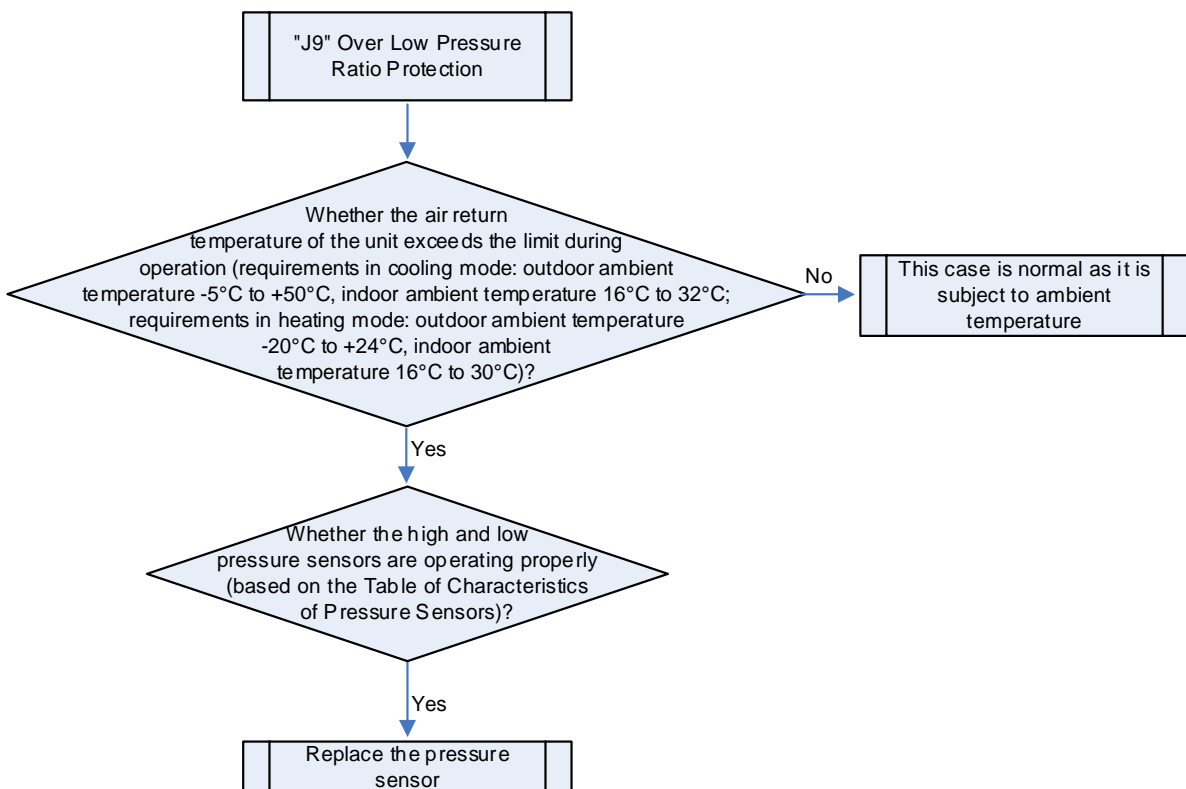 "J9" Over Low Pressure
Ratio Protection
Whether the air return
temperature of the unit exceeds the limit during
operation (requirements in cooling mode: outdoor ambient
temperature -5°C to +50°C, indoor ambient temperature 16°C to 32°C;
requirements in heating mode: outdoor ambient temperature
-20°C to +24°C, indoor ambient
temperature 16°C to 30°C)?
No
This case is normal as it is
subject to ambient
temperature
Yes
Whether the high and low
pressure sensors are operating properly
(based on the Table of Characteristics
of Pressure Sensors)?
Yes
Replace the pressure
sensor